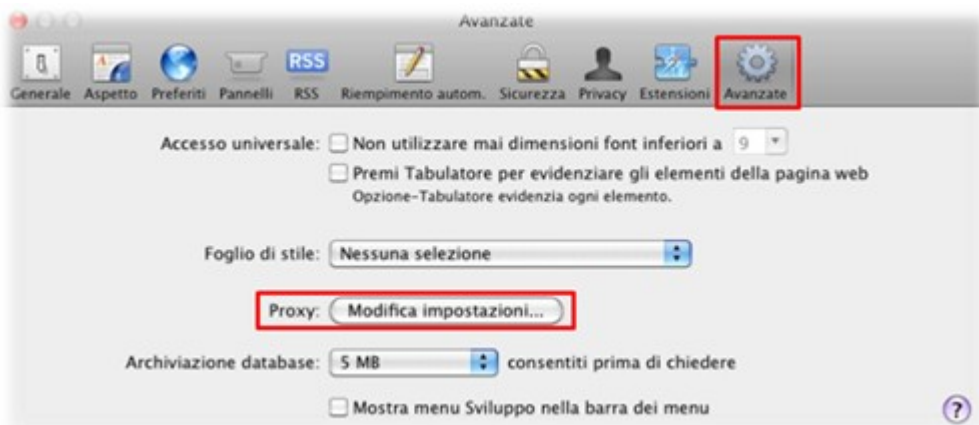 Avanzate
RSS
Generale Aspetto Preferiti Pannelli RSS Riempimento autom. Sicurezza Privacy Estensioni Avanzate
Accesso universale: Non utilizzare mai dimensioni font inferiori a 9
Premi Tabulatore per evidenziare gli elementi della pagina web
Opzione-Tabulatore evidenzia ogni elemento.
Foglio di stile: Nessuna selezione
Proxy: Modifica impostazioni...
Archiviazione database: 5 MB consentiti prima di chiedere
Mostra menu Sviluppo nella barra dei menu
?